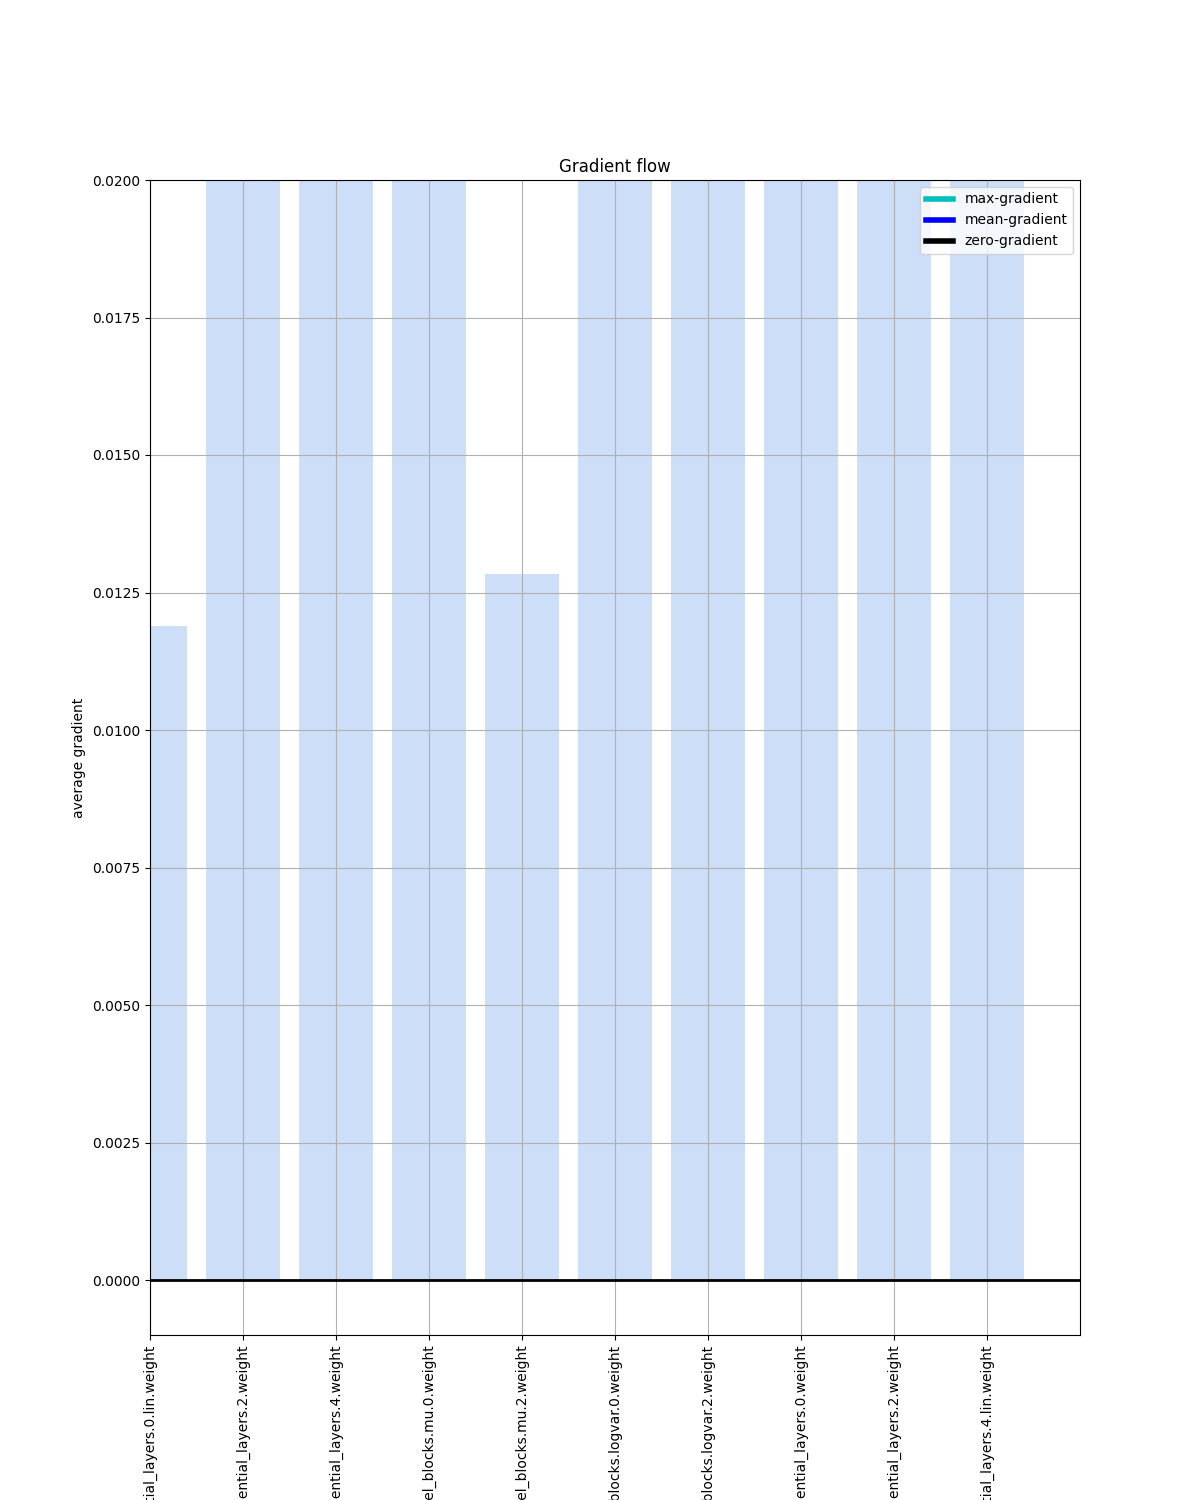 Gradient flow
max-gradient
mean-gradient
zero-gradient
0.0200
0.0175
0.0150
0.0125
0.0100
0.0075
0.0050
0.0025
0.0000
average gradient
tial_layers.0.lin.weight
ential_layers.2.weight
ential_layers.4.weight
el_blocks.mu.0.weight
el_blocks.mu.2.weight
blocks.logvar.0.weight
blocks.logvar.2.weight
ential_layers.0.weight
ential_layers.2.weight
tial_layers.4.lin.weight